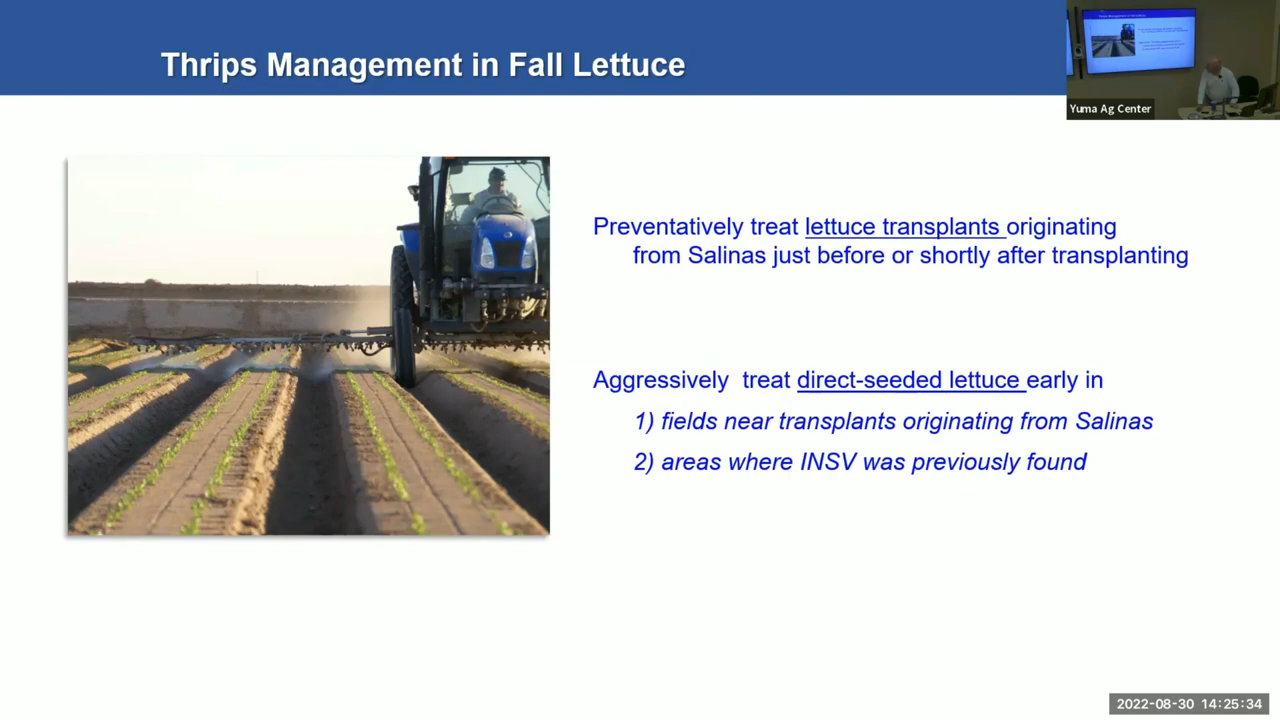 Thrips Management in Fall Lettuce
Yuma Ag Center
Preventatively treat lettuce transplants originating
from Salinas just before or shortly after transplanting
Aggressively treat direct-seeded lettuce early in
1) fields near transplants originating from Salinas
2) areas where INSV was previously found
2022-08-30 14:25:34